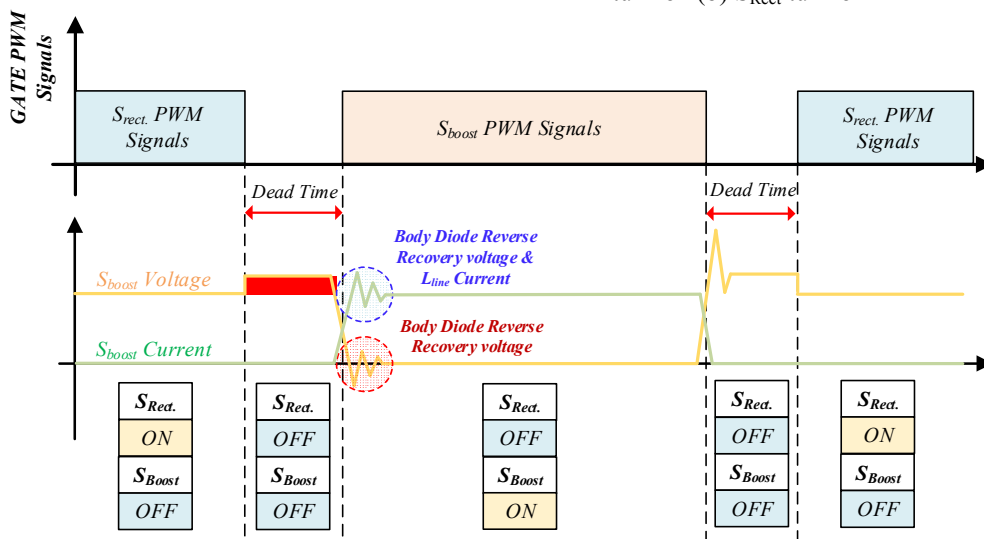 GATE PWM
Signals
S_rect. PWM
Signals
S_boost PWM Signals
S_rect. PWM
Signals
Dead Time
Dead Time
Body Diode Reverse
Recovery voltage &
L_line Current
S_boost Voltage
Body Diode Reverse
Recovery voltage
S_boost Current
S_Rect.
ON
S_Boost
OFF
S_Rect.
OFF
S_Boost
OFF
S_Rect.
OFF
S_Boost
ON
S_Rect.
OFF
S_Boost
OFF
S_Rect.
ON
S_Boost
OFF